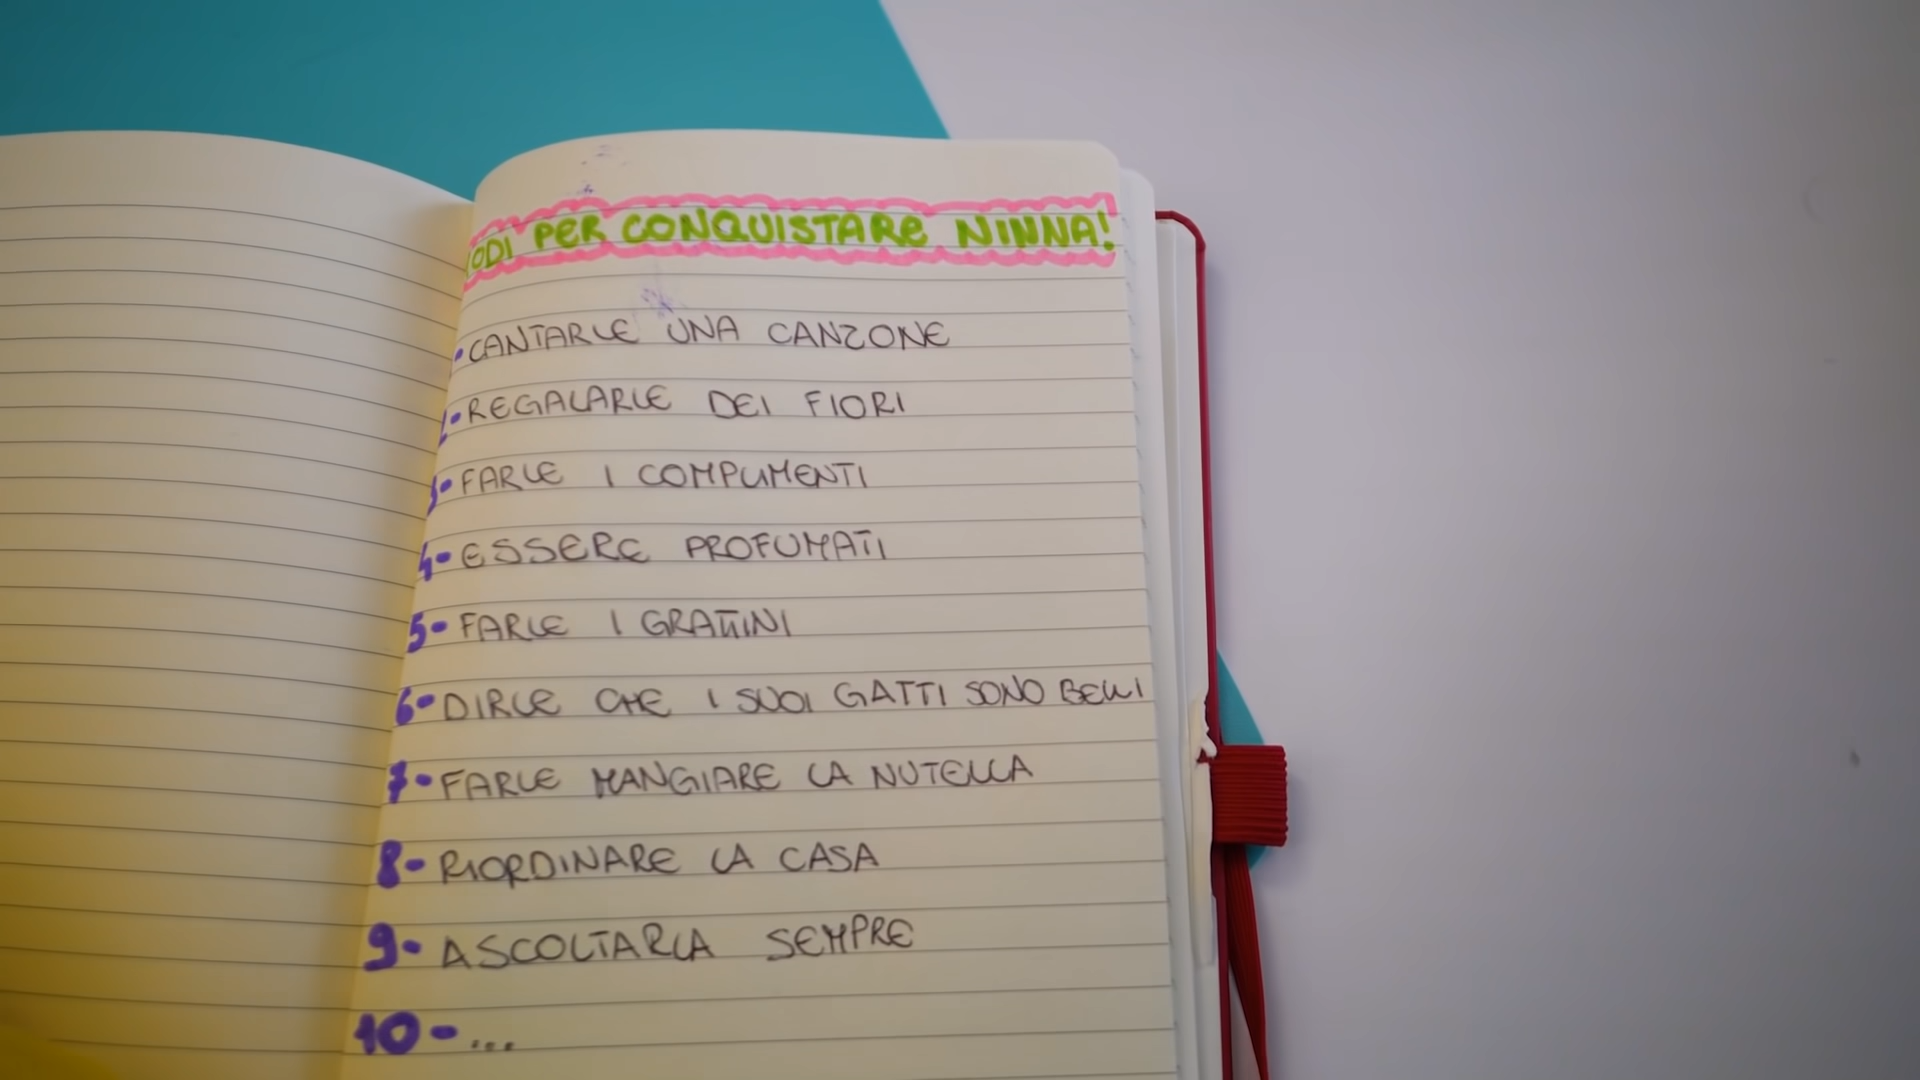 ODI PER CONQUISTARE NINNA!
- CANTARLE UNA CANZONE
2- REGALARLE DEI FIORI
3- FARLE I COMPLIMENTI
4- ESSERE PROFUMATI
5- FARLE I GRATTINI
6- DIRLE CHE I SUOI GATTI SONO BELLI
7- FARLE MANGIARE LA NUTELLA
8- RIORDINARE LA CASA
9- ASCOLTARLA SEMPRE
10- ...